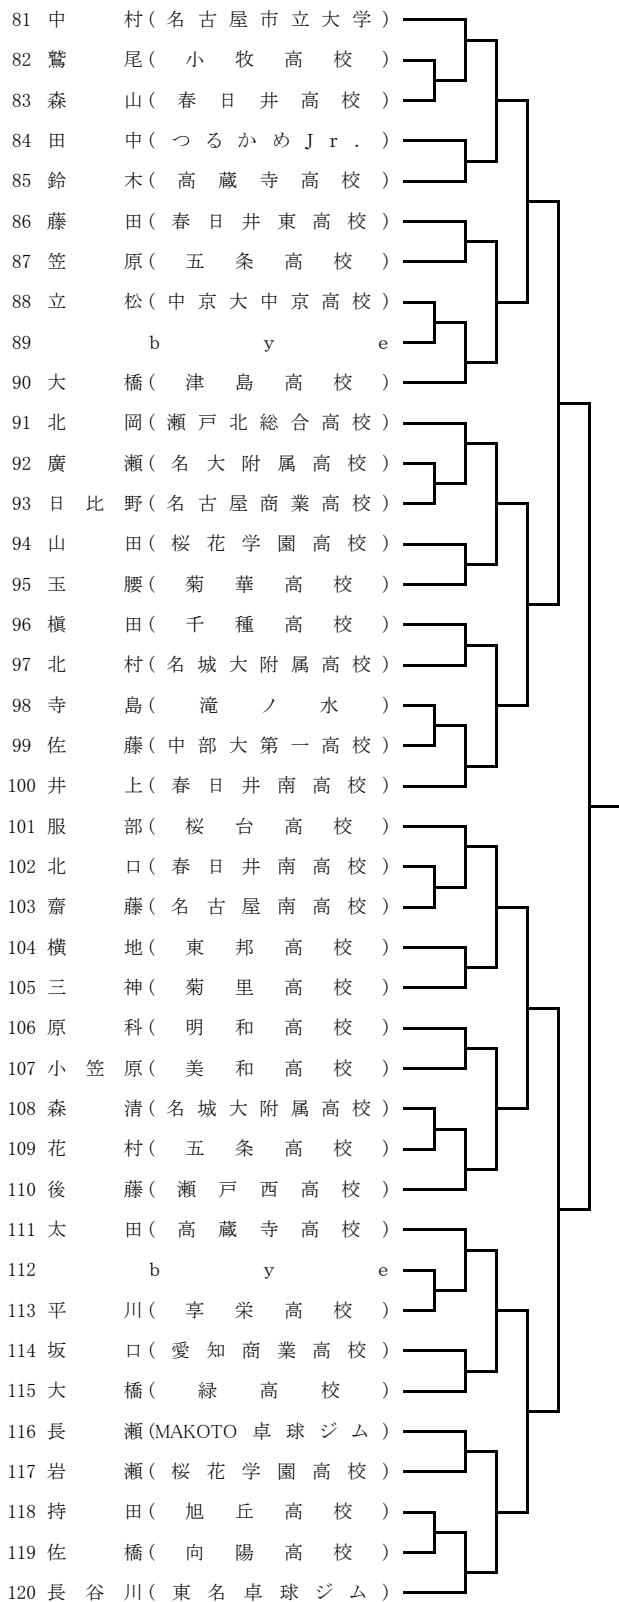 81 中村(名古屋市立大学)
82 鷲尾(小牧高校)
83 森山(春日井高校)
84 田中(つるかめJr.)
85 鈴木(高蔵寺高校)
86 藤田(春日井東高校)
87 笠原(五条高校)
88 立松(中京大中京高校)
89 bye
90 大橋(津島高校)
91 北岡(瀬戸北総合高校)
92 廣瀬(名大附属高校)
93 日比野(名古屋商業高校)
94 山田(桜花学園高校)
95 玉腰(菊華高校)
96 槇田(千種高校)
97 北村(名城大附属高校)
98 寺島(滝ノ水)
99 佐藤(中部大第一高校)
100 井上(春日井南高校)
101 服部(桜台高校)
102 北口(春日井南高校)
103 齋藤(名古屋南高校)
104 横地(東邦高校)
105 三神(菊里高校)
106 原科(明和高校)
107 小笠原(美和高校)
108 森清(名城大附属高校)
109 花村(五条高校)
110 後藤(瀬戸西高校)
111 太田(高蔵寺高校)
112 bye
113 平川(享栄高校)
114 坂口(愛知商業高校)
115 大橋(緑高校)
116 長瀬(MAKOTO卓球ジム)
117 岩瀬(桜花学園高校)
118 持田(旭丘高校)
119 佐橋(向陽高校)
120 長谷川(東名卓球ジム)